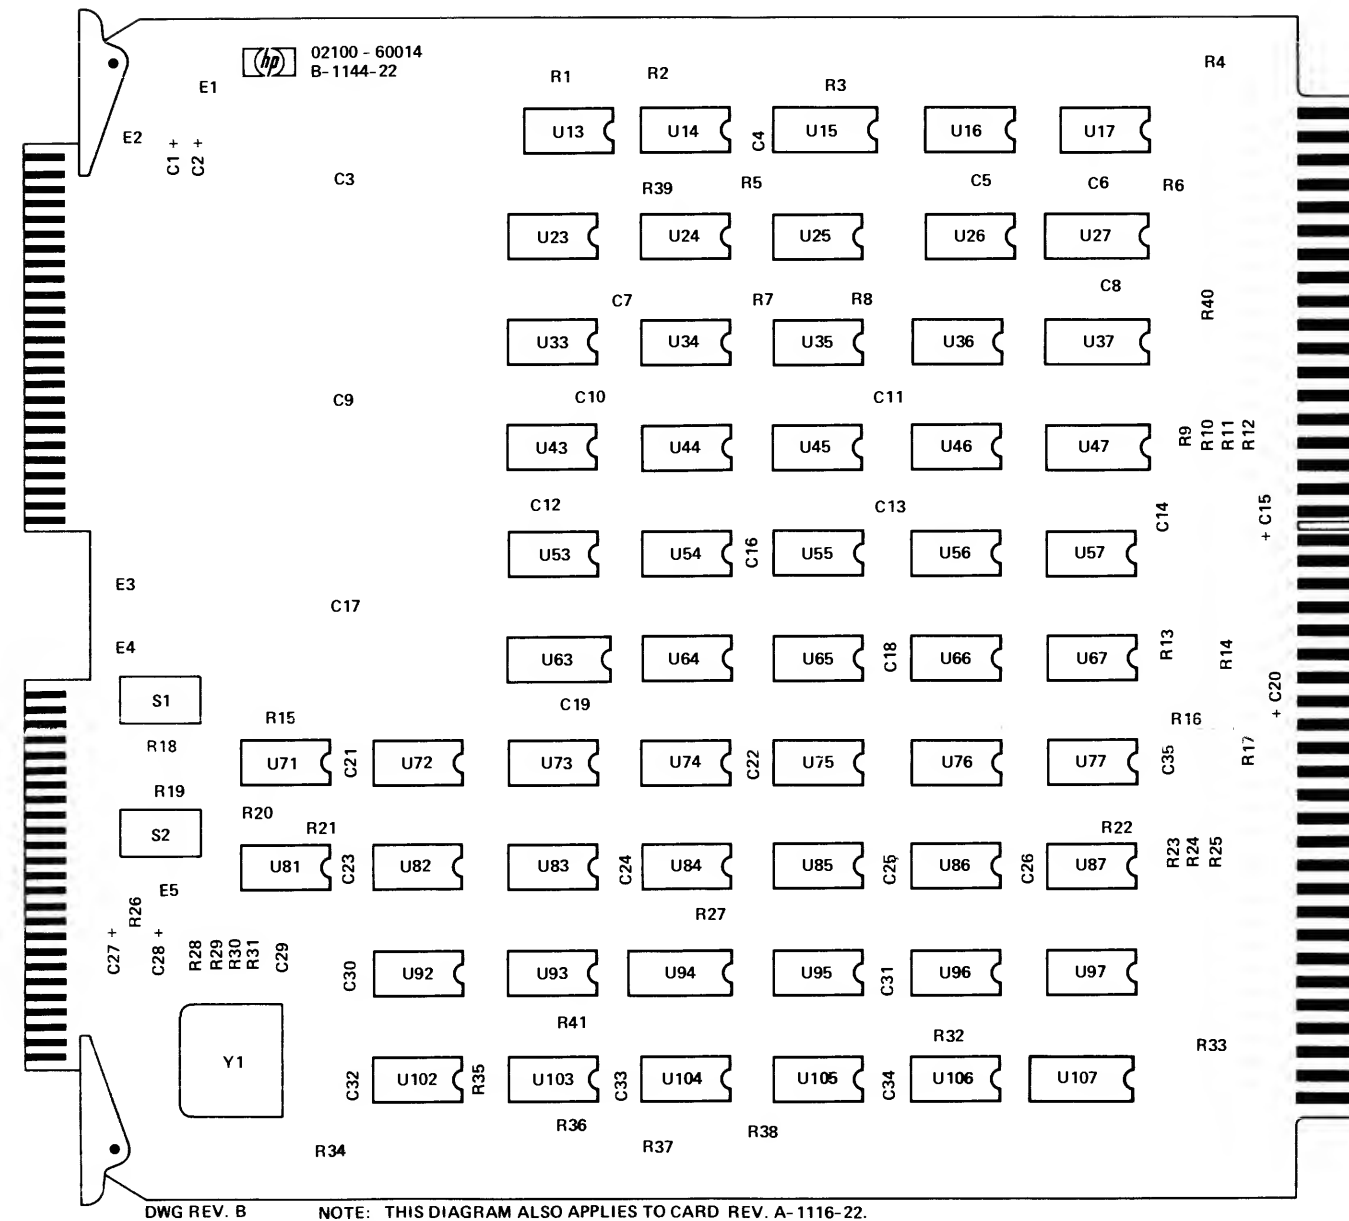 hp 02100 - 60014
B-1144-22
R4
E1
R1
R2
R3
E2
C1 +
C2 +
U13
U14
C4
U15
U16
U17
C3
R39
R5
C5
C6
R6
U23
U24
U25
U26
U27
C7
R7
R8
C8
R40
U33
U34
U35
U36
U37
C9
C10
C11
U43
U44
U45
U46
U47
R9
R10
R11
R12
C12
C13
C14
+ C15
U53
U54
C16
U55
U56
U57
E3
C17
E4
U63
U64
U65
C18
U66
U67
R13
R14
S1
C19
+ C20
R15
R16
R18
U71
C21
U72
U73
U74
C22
U75
U76
U77
C35
R17
R19
R20
R21
R22
S2
U81
C23
U82
U83
C24
U84
U85
C25
U86
C26
U87
R23
R24
R25
E5
R26
R27
C27 +
C28 +
R28
R29
R30
R31
C29
C30
U92
U93
U94
U95
C31
U96
U97
R41
R32
R33
Y1
C32
U102
R35
U103
C33
U104
U105
C34
U106
U107
R36
R38
R34
R37
DWG REV. B
NOTE: THIS DIAGRAM ALSO APPLIES TO CARD REV. A-1116-22.